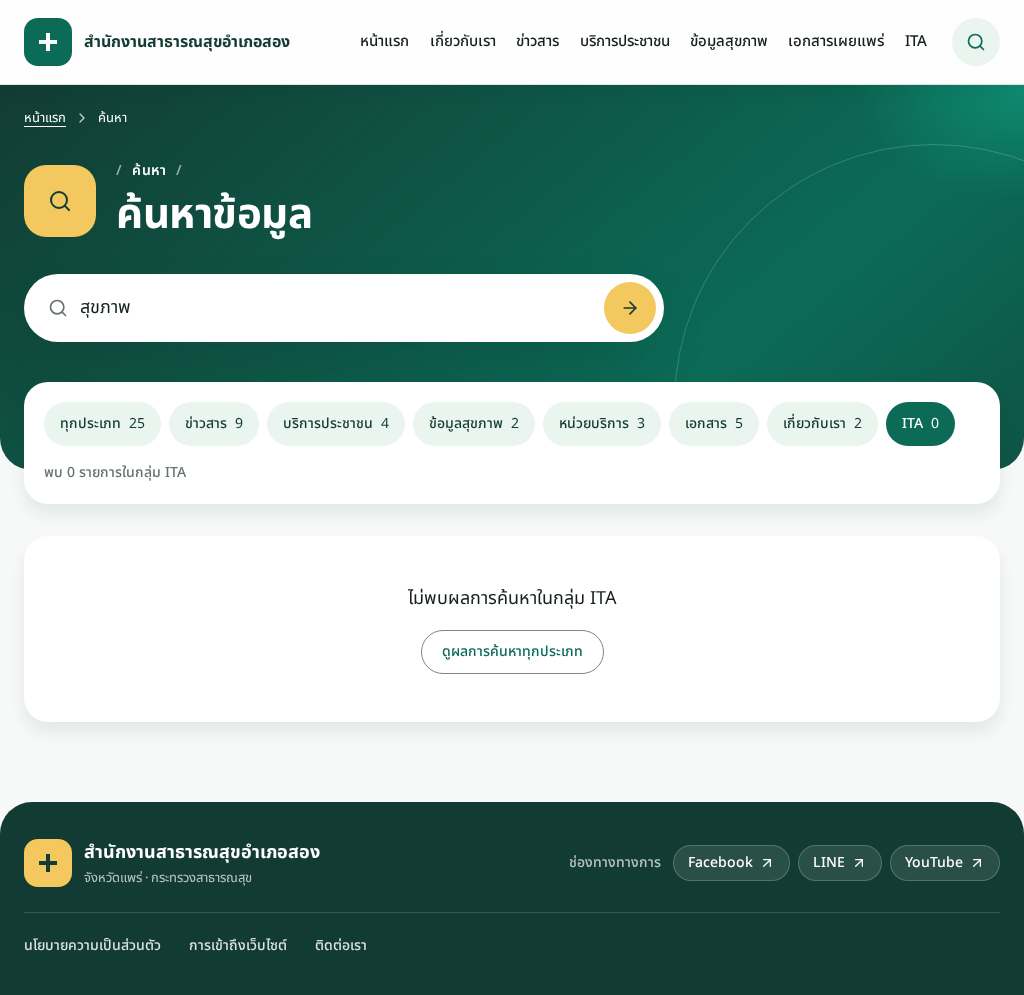 สำนักงานสาธารณสุขอำเภอสอง
หน้าแรก เกี่ยวกับเรา ข่าวสาร บริการประชาชน ข้อมูลสุขภาพ เอกสารเผยแพร่ ITA
หน้าแรก > ค้นหา
/ ค้นหา /
ค้นหาข้อมูล
สุขภาพ
ทุกประเภท 25 ข่าวสาร 9 บริการประชาชน 4 ข้อมูลสุขภาพ 2 หน่วยบริการ 3 เอกสาร 5 เกี่ยวกับเรา 2 ITA 0
พบ 0 รายการในกลุ่ม ITA
ไม่พบผลการค้นหาในกลุ่ม ITA
ดูผลการค้นหาทุกประเภท
สำนักงานสาธารณสุขอำเภอสอง
จังหวัดแพร่ · กระทรวงสาธารณสุข
ช่องทางทางการ Facebook LINE YouTube
นโยบายความเป็นส่วนตัว การเข้าถึงเว็บไซต์ ติดต่อเรา